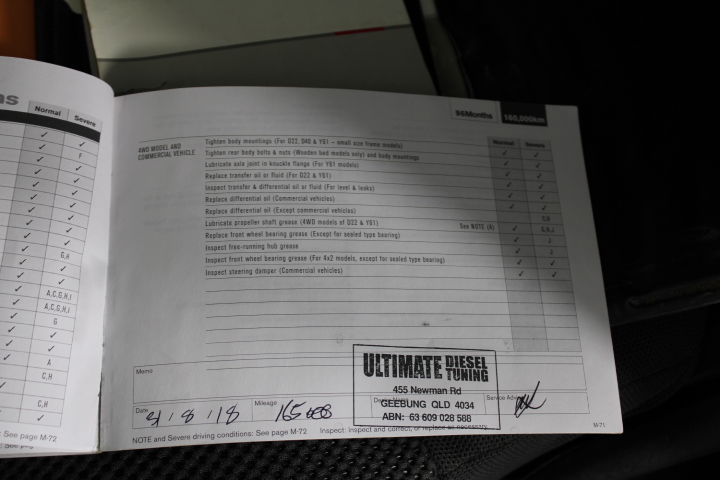 ns
Normal
Severe
F
G,H
A,C,G,H,I
A,C,G,H,I
G
A
C,H
C,H
: See page M-72
96Months
160,000km
4WD MODEL AND
COMMERCIAL VEHICLE
Normal
Severe
Tighten body mountings (For D22, D40 & Y61 - small size frame models)
Tighten rear body bolts & nuts (Wooden bed models only) and body mountings
Lubricate axle joint in knuckle flange (For Y61 models)
Replace transfer oil or fluid (For D22 & Y61)
Inspect transfer & differential oil or fluid (For level & leaks)
Replace differential oil (Commercial vehicles)
Replace differential oil (Except commercial vehicles)
Lubricate propeller shaft grease (4WD models of D22 & Y61)
See NOTE (A)
Replace front wheel bearing grease (Except for sealed type bearing)
Inspect free-running hub grease
Inspect front wheel bearing grease (For 4x2 models, except for sealed type bearing)
Inspect steering damper (Commercial vehicles)
Memo
ULTIMATE DIESEL TUNING
455 Newman Rd
GEEBUNG QLD 4034
ABN: 63 609 028 588
Date
31 / 8 / 18
Mileage
165
Service
NOTE and Severe driving conditions: See page M-72
Inspect: Inspect and correct, or replace as necessary
M-71